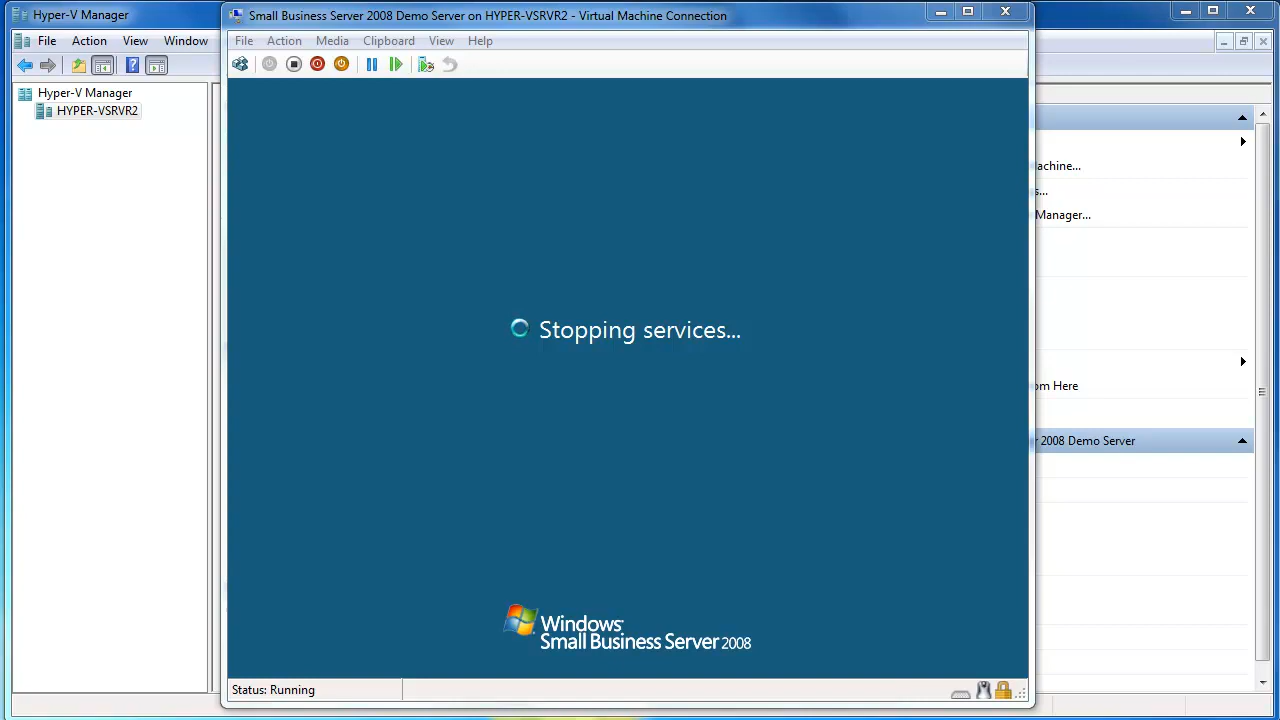 Hyper-V Manager
File Action View Window
Hyper-V Manager
HYPER-VSRVR2
Small Business Server 2008 Demo Server on HYPER-VSRVR2 - Virtual Machine Connection
File Action Media Clipboard View Help
Stopping services...
Windows
Small Business Server 2008
Status: Running
achine...
s...
Manager...
om Here
2008 Demo Server